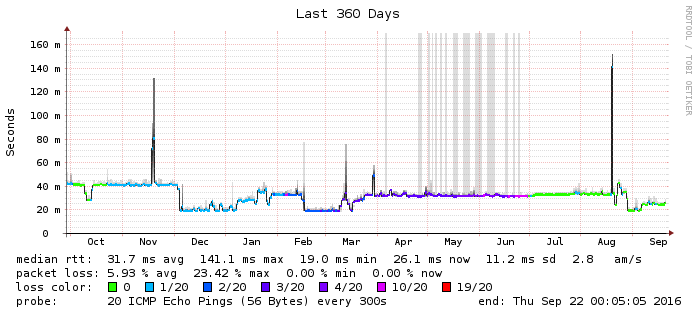 Last 360 Days
RRDTOOL / TOBI OETIKER
Seconds
160 m
140 m
120 m
100 m
80 m
60 m
40 m
20 m
0
Oct Nov Dec Jan Feb Mar Apr May Jun Jul Aug Sep
median rtt: 31.7 ms avg 141.1 ms max 19.0 ms min 26.1 ms now 11.2 ms sd 2.8 am/s
packet loss: 5.93 % avg 23.42 % max 0.00 % min 0.00 % now
loss color: 0 1/20 2/20 3/20 4/20 10/20 19/20
probe: 20 ICMP Echo Pings (56 Bytes) every 300s end: Thu Sep 22 00:05:05 2016